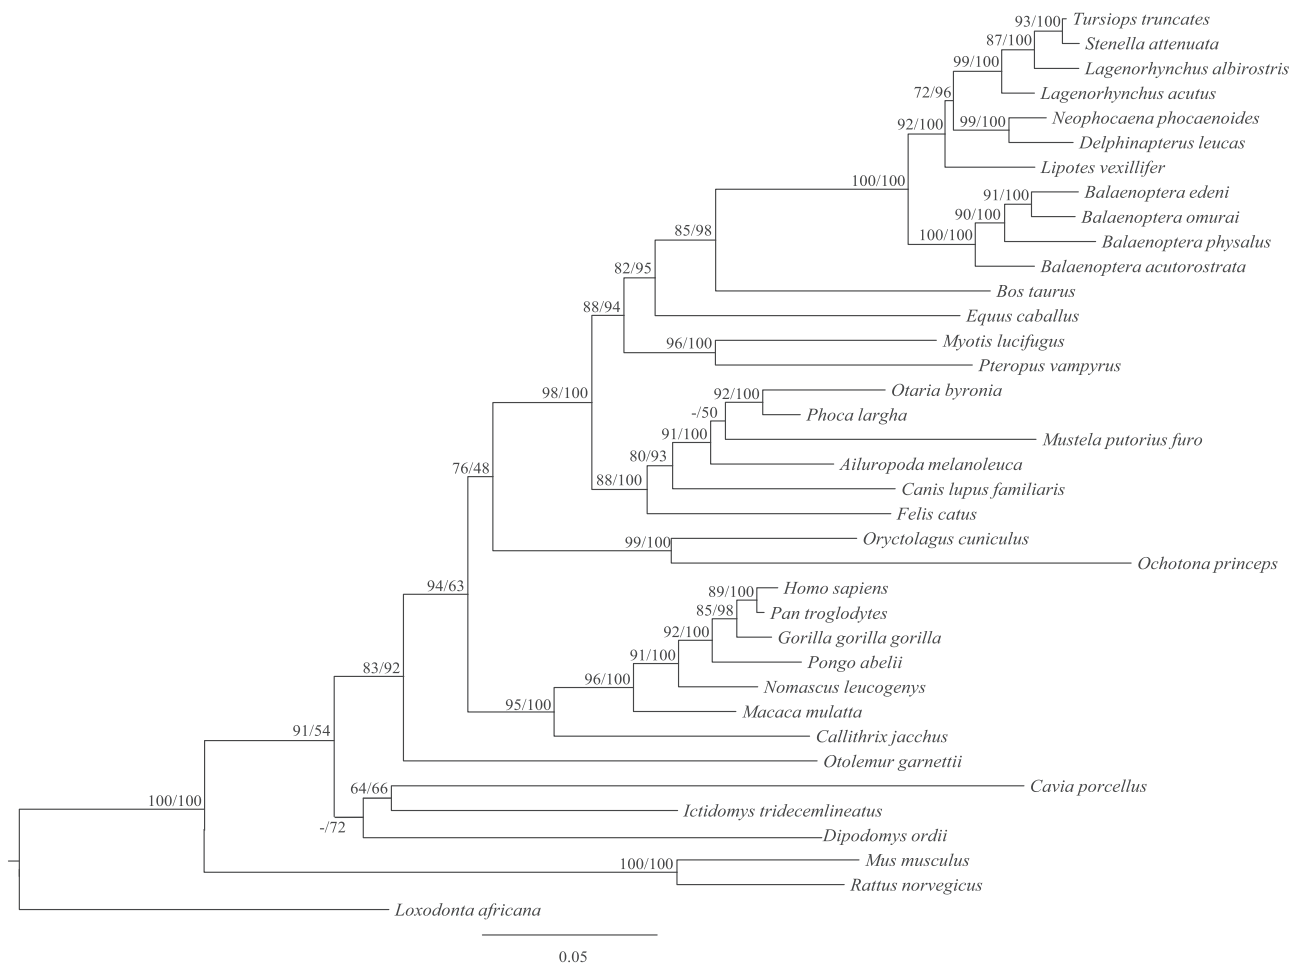 93/100 Tursiops truncates
87/100 Stenella attenuata
99/100 Lagenorhynchus albirostris
72/96 Lagenorhynchus acutus
99/100 Neophocaena phocaenoides
92/100 Delphinapterus leucas
Lipotes vexillifer
100/100 91/100 Balaenoptera edeni
90/100 Balaenoptera omurai
85/98 100/100 Balaenoptera physalus
Balaenoptera acutorostrata
82/95 Bos taurus
88/94 Equus caballus
96/100 Myotis lucifugus
Pteropus vampyrus
98/100 92/100 Otaria byronia
-/50 Phoca largha
91/100 Mustela putorius furo
80/93 Ailuropoda melanoleuca
76/48 88/100 Canis lupus familiaris
Felis catus
99/100 Oryctolagus cuniculus
Ochotona princeps
94/63 89/100 Homo sapiens
85/98 Pan troglodytes
92/100 Gorilla gorilla gorilla
83/92 91/100 Pongo abelii
96/100 Nomascus leucogenys
95/100 Macaca mulatta
91/54 Callithrix jacchus
Otolemur garnettii
64/66 Cavia porcellus
100/100 Ictidomys tridecemlineatus
-/72 Dipodomys ordii
100/100 Mus musculus
Rattus norvegicus
Loxodonta africana
0.05